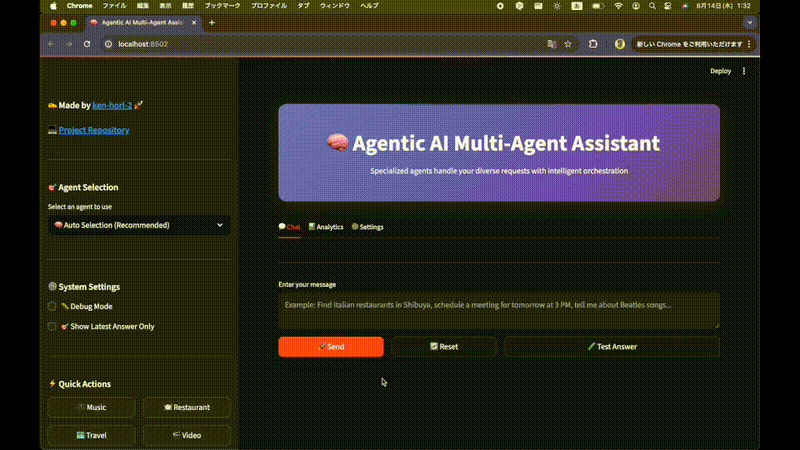 Chrome ファイル 編集 表示 履歴 ブックマーク プロファイル タブ ウィンドウ ヘルプ 8月14日(木) 1:32
Agentic AI Multi-Agent Assis
localhost:8502 新しい Chrome をご利用いただけます
Deploy
Made by ken-hori-2
Project Repository
Agentic AI Multi-Agent Assistant
Specialized agents handle your diverse requests with intelligent orchestration
Agent Selection
Select an agent to use
Auto Selection (Recommended)
Chat Analytics Settings
System Settings
Debug Mode
Show Latest Answer Only
Enter your message
Example: Find Italian restaurants in Shibuya, schedule a meeting for tomorrow at 3 PM, tell me about Beatles songs...
Send Reset Test Answer
Quick Actions
Music Restaurant
Travel Video